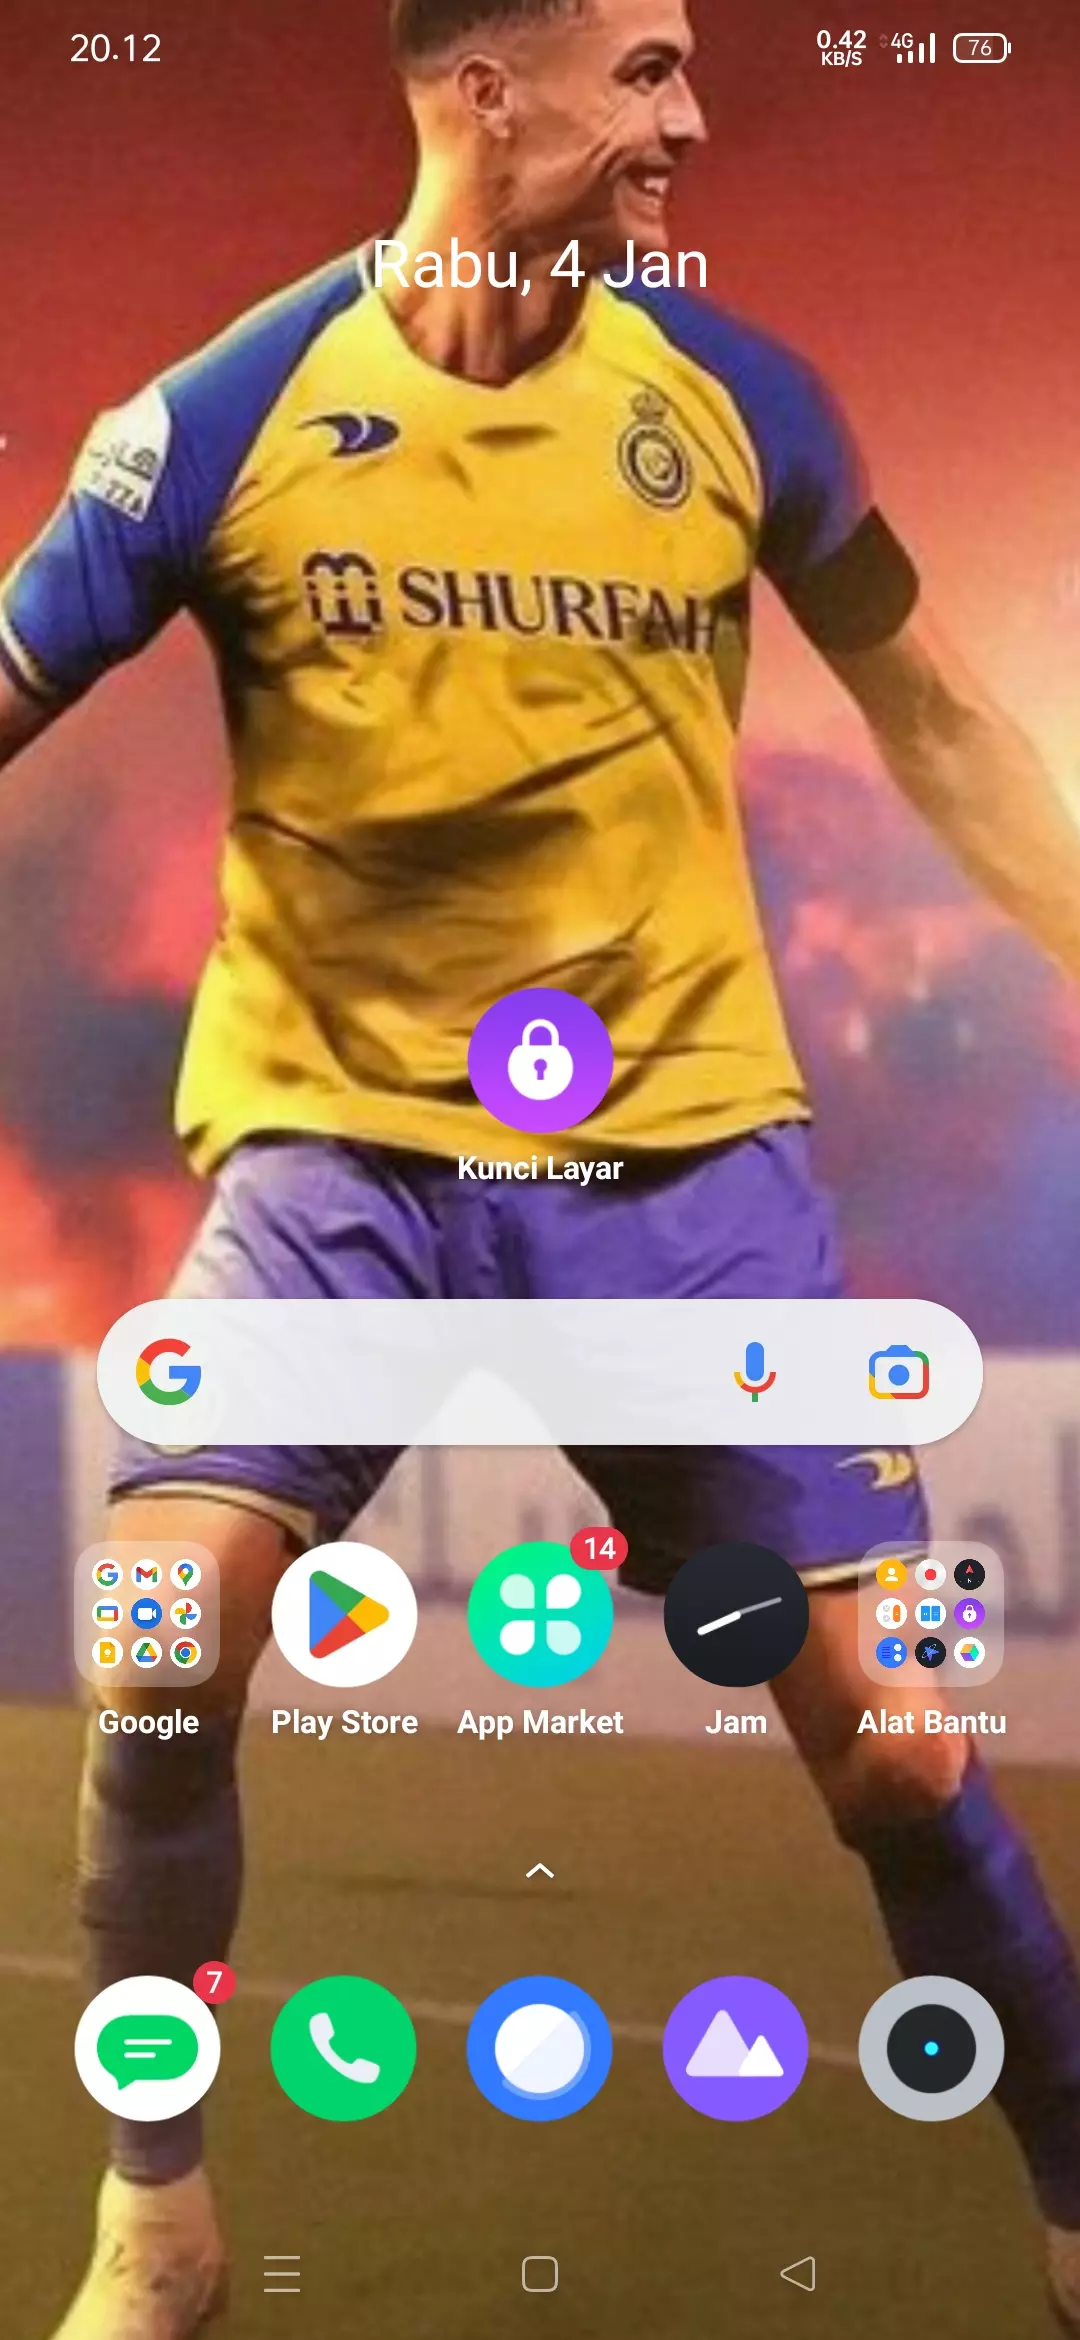 20.12
0.42
KB/S
4G
76
Rabu, 4 Jan
SHURFAH
Kunci Layar
14
Google
Play Store
App Market
Jam
Alat Bantu
7